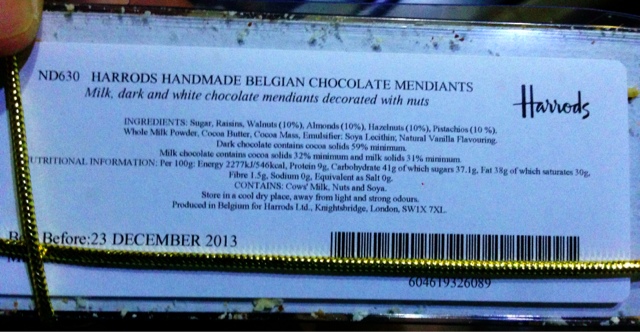 ND630 HARRODS HANDMADE BELGIAN CHOCOLATE MENDIANTS
Milk, dark and white chocolate mendiants decorated with nuts
Harrods
INGREDIENTS: Sugar, Raisins, Walnuts (10%), Almonds (10%), Hazelnuts (10%), Pistachios (10 %).
Whole Milk Powder, Cocoa Butter, Cocoa Mass, Emulsifier: Soya Lecithin; Natural Vanilla Flavouring.
Dark chocolate contains cocoa solids 59% minimum.
Milk chocolate contains cocoa solids 32% minimum and milk solids 31% minimum
UTRITIONAL INFORMATION: Per 100g: Energy 2277kJ/546kcal, Protein 9g, Carbohydrate 41g of which sugars 37.1g, Fat 38g of which saturates 30g,
Fibre 1.5g, Sodium 0g, Equivalent as Salt 0g.
CONTAINS: Cows' Milk, Nuts and Soya.
Store in a cool dry place, away from light and strong odours.
Produced in Belgium for Harrods Ltd., Knightsbridge, London, SW1X 7XL.
Before:23 DECEMBER 2013
604619326089